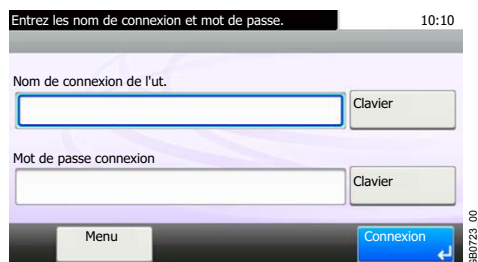 Entrez les nom de connexion et mot de passe. 10:10
Nom de connexion de l'ut.
Clavier
Mot de passe connexion
Clavier
Menu Connexion
GB0723_00